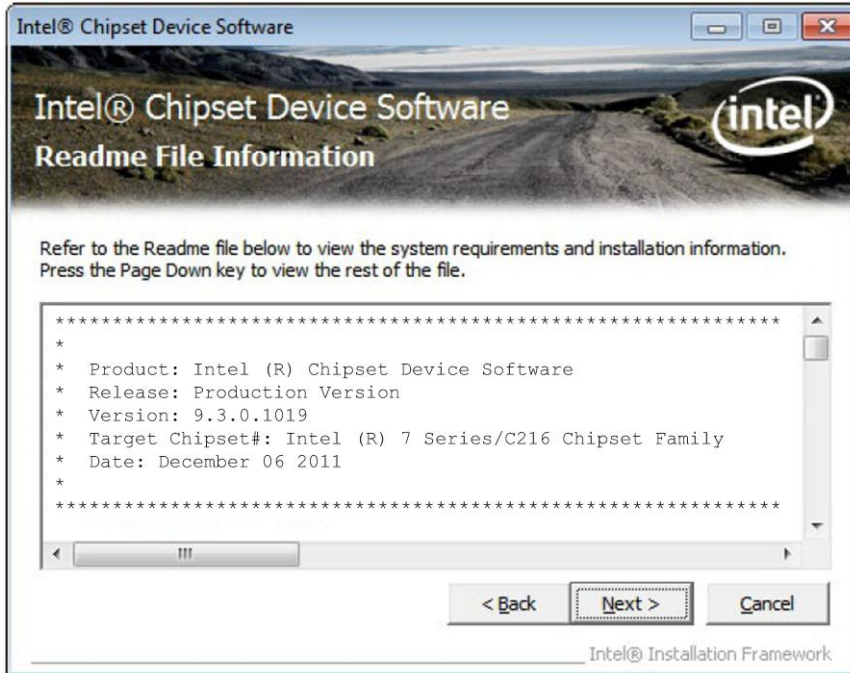 Intel® Chipset Device Software
Intel® Chipset Device Software
intel
Readme File Information
Refer to the Readme file below to view the system requirements and installation information.
Press the Page Down key to view the rest of the file.
***************************************************************
*
* Product: Intel (R) Chipset Device Software
* Release: Production Version
* Version: 9.3.0.1019
* Target Chipset#: Intel (R) 7 Series/C216 Chipset Family
* Date: December 06 2011
*
***************************************************************
< Back Next > Cancel
Intel® Installation Framework